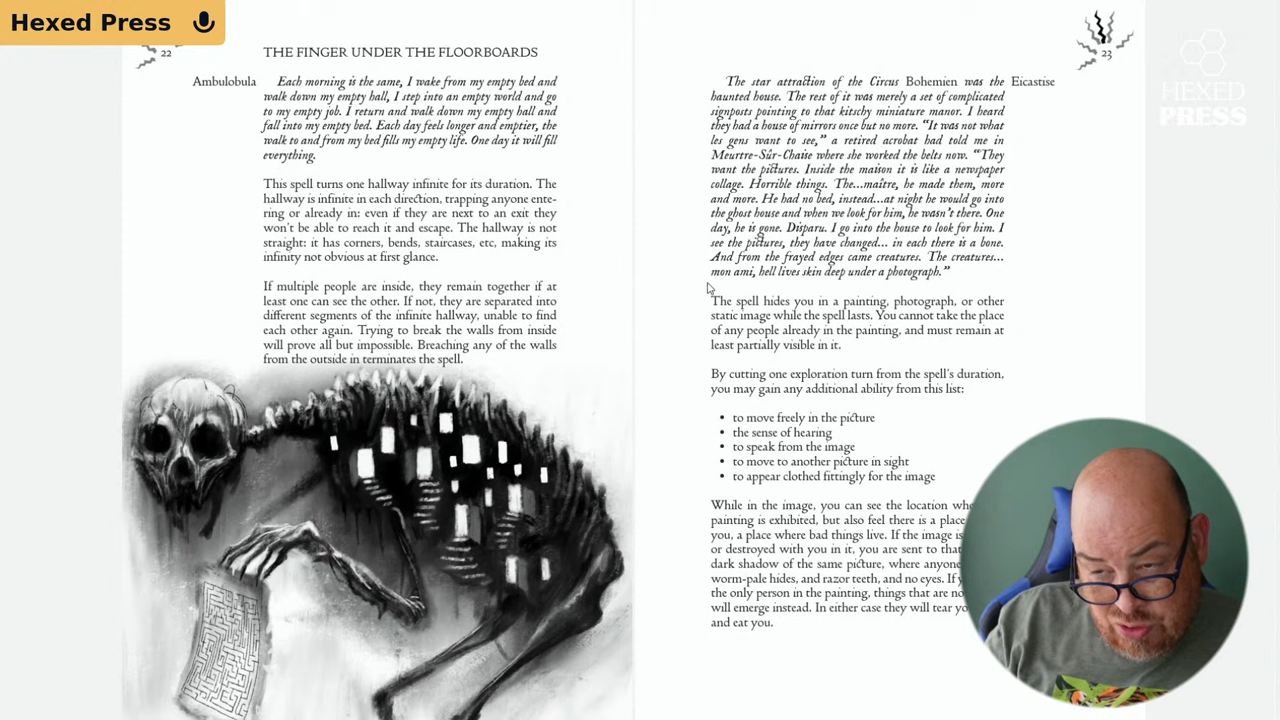 Hexed Press
22
THE FINGER UNDER THE FLOORBOARDS
Ambulobula
Each morning is the same, I wake from my empty bed and
walk down my empty hall, I step into an empty world and go
to my empty job. I return and walk down my empty hall and
fall into my empty bed. Each day feels longer and emptier, the
walk to and from my bed fills my empty life. One day it will fill
everything.
This spell turns one hallway infinite for its duration. The
hallway is infinite in each direction, trapping anyone ente-
ring or already in: even if they are next to an exit they
won't be able to reach it and escape. The hallway is not
straight: it has corners, bends, staircases, etc, making its
infinity not obvious at first glance.
If multiple people are inside, they remain together if at
least one can see the other. If not, they are separated into
different segments of the infinite hallway, unable to find
each other again. Trying to break the walls from inside
will prove all but impossible. Breaching any of the walls
from the outside in terminates the spell.
23
Eicastise
The star attraction of the Circus Bohemien was the
haunted house. The rest of it was merely a set of complicated
signposts pointing to that kitschy miniature manor. I heard
they had a house of mirrors once but no more. “It was not what
les gens want to see,” a retired acrobat had told me in
Meurtre-Sûr-Chaise where she worked the belts now. “They
want the pictures. Inside the maison it is like a newspaper
collage. Horrible things. The...maître, he made them, more
and more. He had no bed, instead...at night he would go into
the ghost house and when we look for him, he wasn't there. One
day, he is gone. Disparu. I go into the house to look for him. I
see the pictures, they have changed... in each there is a bone.
And from the frayed edges came creatures. The creatures...
mon ami, hell lives skin deep under a photograph.”
The spell hides you in a painting, photograph, or other
static image while the spell lasts. You cannot take the place
of any people already in the painting, and must remain at
least partially visible in it.
By cutting one exploration turn from the spell's duration,
you may gain any additional ability from this list:
• to move freely in the picture
• the sense of hearing
• to speak from the image
• to move to another picture in sight
• to appear clothed fittingly for the image
While in the image, you can see the location
painting is exhibited, but also feel there is a place
you, a place where bad things live. If the image is
or destroyed with you in it, you are sent to that
dark shadow of the same picture, where anyone
worm-pale hides, and razor teeth, and no eyes. If
the only person in the painting, things that are
will emerge instead. In either case they will tear
and eat you.
HEXED
PRESS